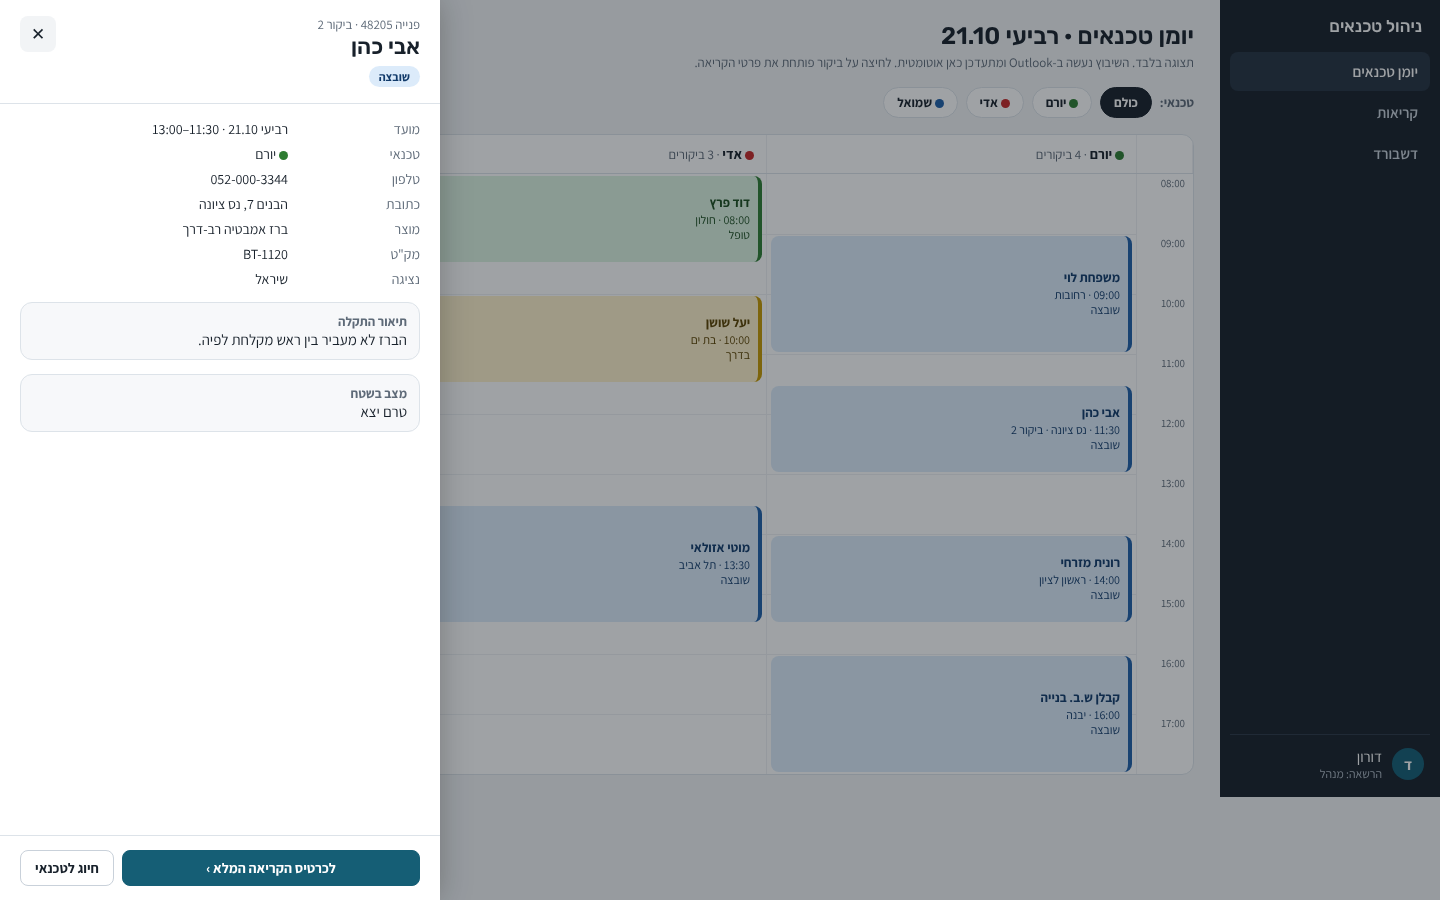 ניהול טכנאים
יומן טכנאים
קריאות
דשבורד
ד
דורון
הרשאה: מנהל
יומן טכנאים • רביעי 21.10
תצוגה בלבד. השיבוץ נעשה ב-Outlook ומתעדכן כאן אוטומטית. לחיצה על ביקור פותחת את פרטי הקריאה.
טכנאי: כולם יורם אדי שמואל
יורם · 4 ביקורים
אדי · 3 ביקורים
08:00
09:00
10:00
11:00
12:00
13:00
14:00
15:00
16:00
17:00
משפחת לוי
09:00 · רחובות
שובצה
אבי כהן
11:30 · נס ציונה · ביקור 2
שובצה
רונית מזרחי
14:00 · ראשון לציון
שובצה
קבלן ש.ב. בנייה
16:00 · יבנה
שובצה
דוד פרץ
08:00 · חולון
טופל
יעל שושן
10:00 · בת ים
בדרך
מוטי אזולאי
13:30 · תל אביב
שובצה
פנייה 48205 · ביקור 2
אבי כהן
שובצה
✕
מועד רביעי 21.10 · 11:30–13:00
טכנאי יורם
טלפון 052-000-3344
כתובת הבנים 7, נס ציונה
מוצר ברז אמבטיה רב-דרך
מק"ט BT-1120
נציגה שיראל
תיאור התקלה
הברז לא מעביר בין ראש מקלחת לפיה.
מצב בשטח
טרם יצא
לכרטיס הקריאה המלא ›
חיוג לטכנאי